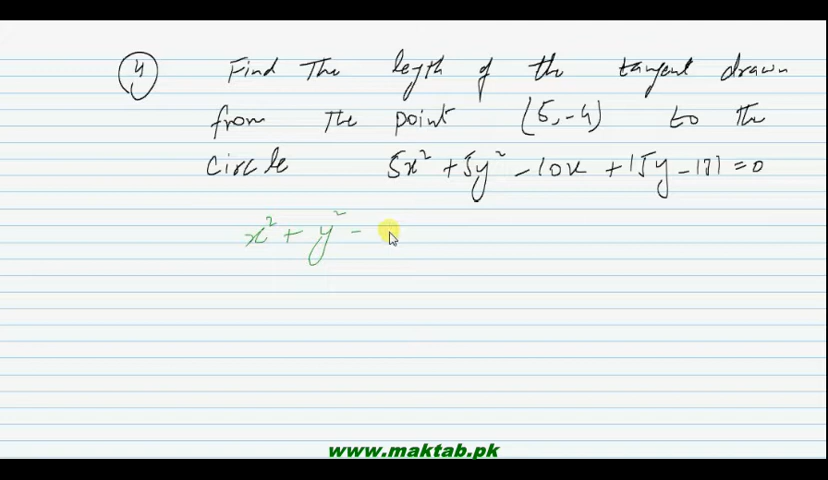 4 Find The length of the tangent drawn
from The point (5,-4) to the
circle 5x² + 5y² - 10x + 15y - 131 = 0
x² + y² -
www.maktab.pk